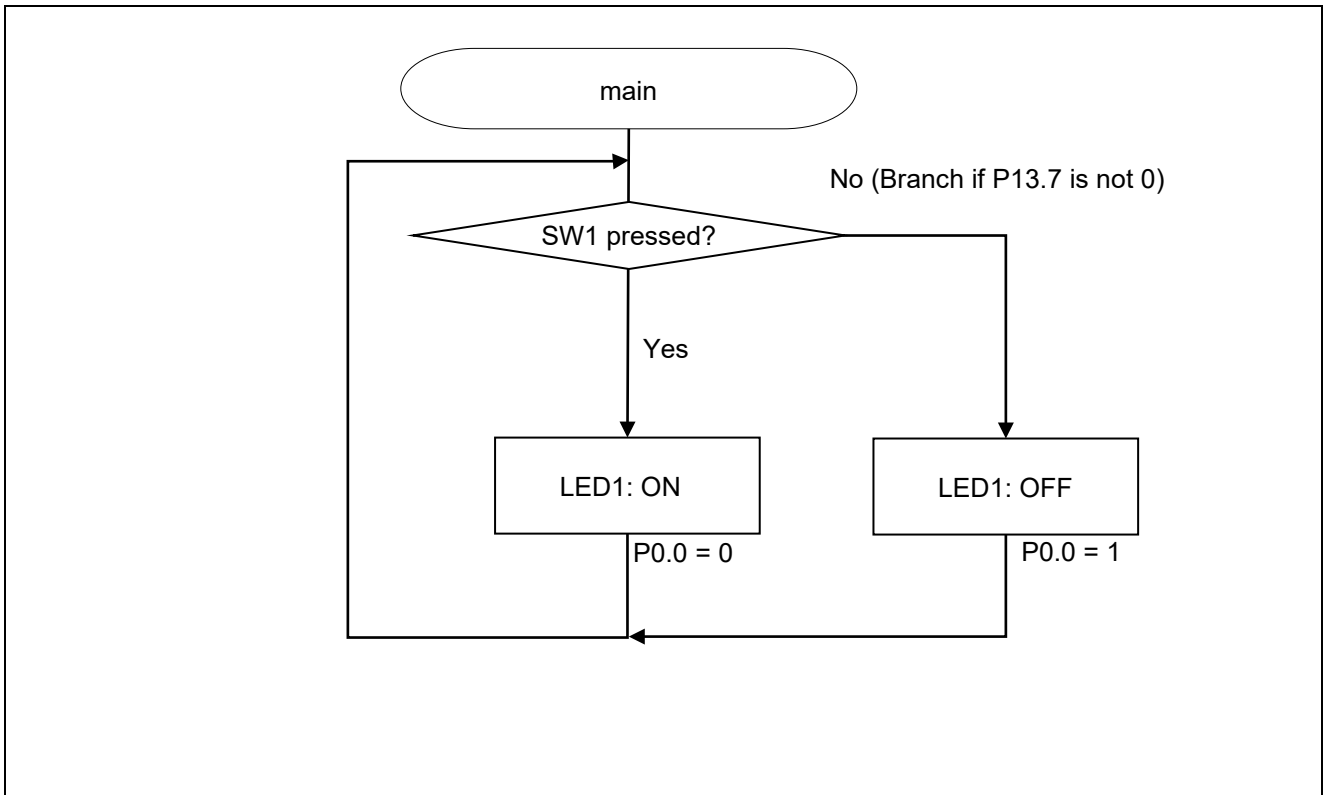 main
No (Branch if P13.7 is not 0)
SW1 pressed?
Yes
LED1: ON
LED1: OFF
P0.0 = 0
P0.0 = 1